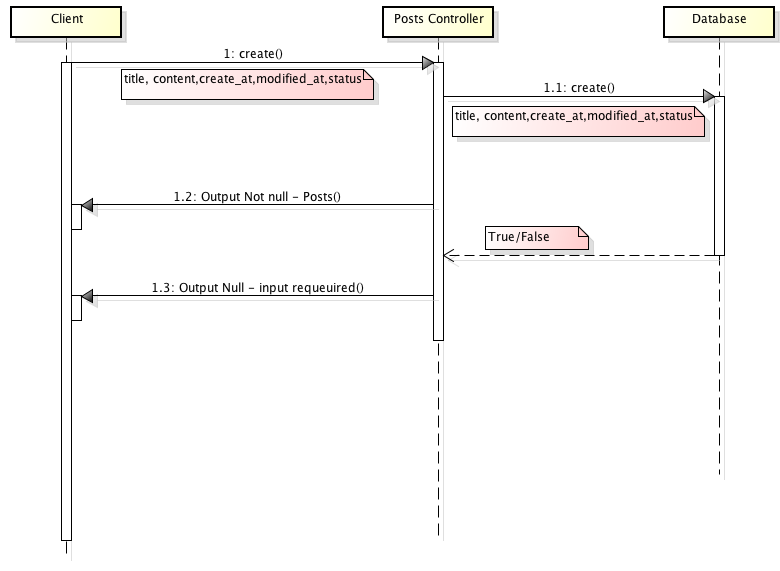 Client
Posts Controller
Database
1: create()
title, content,create_at,modified_at,status
1.1: create()
title, content,create_at,modified_at,status
1.2: Output Not null - Posts()
True/False
1.3: Output Null - input requeuired()